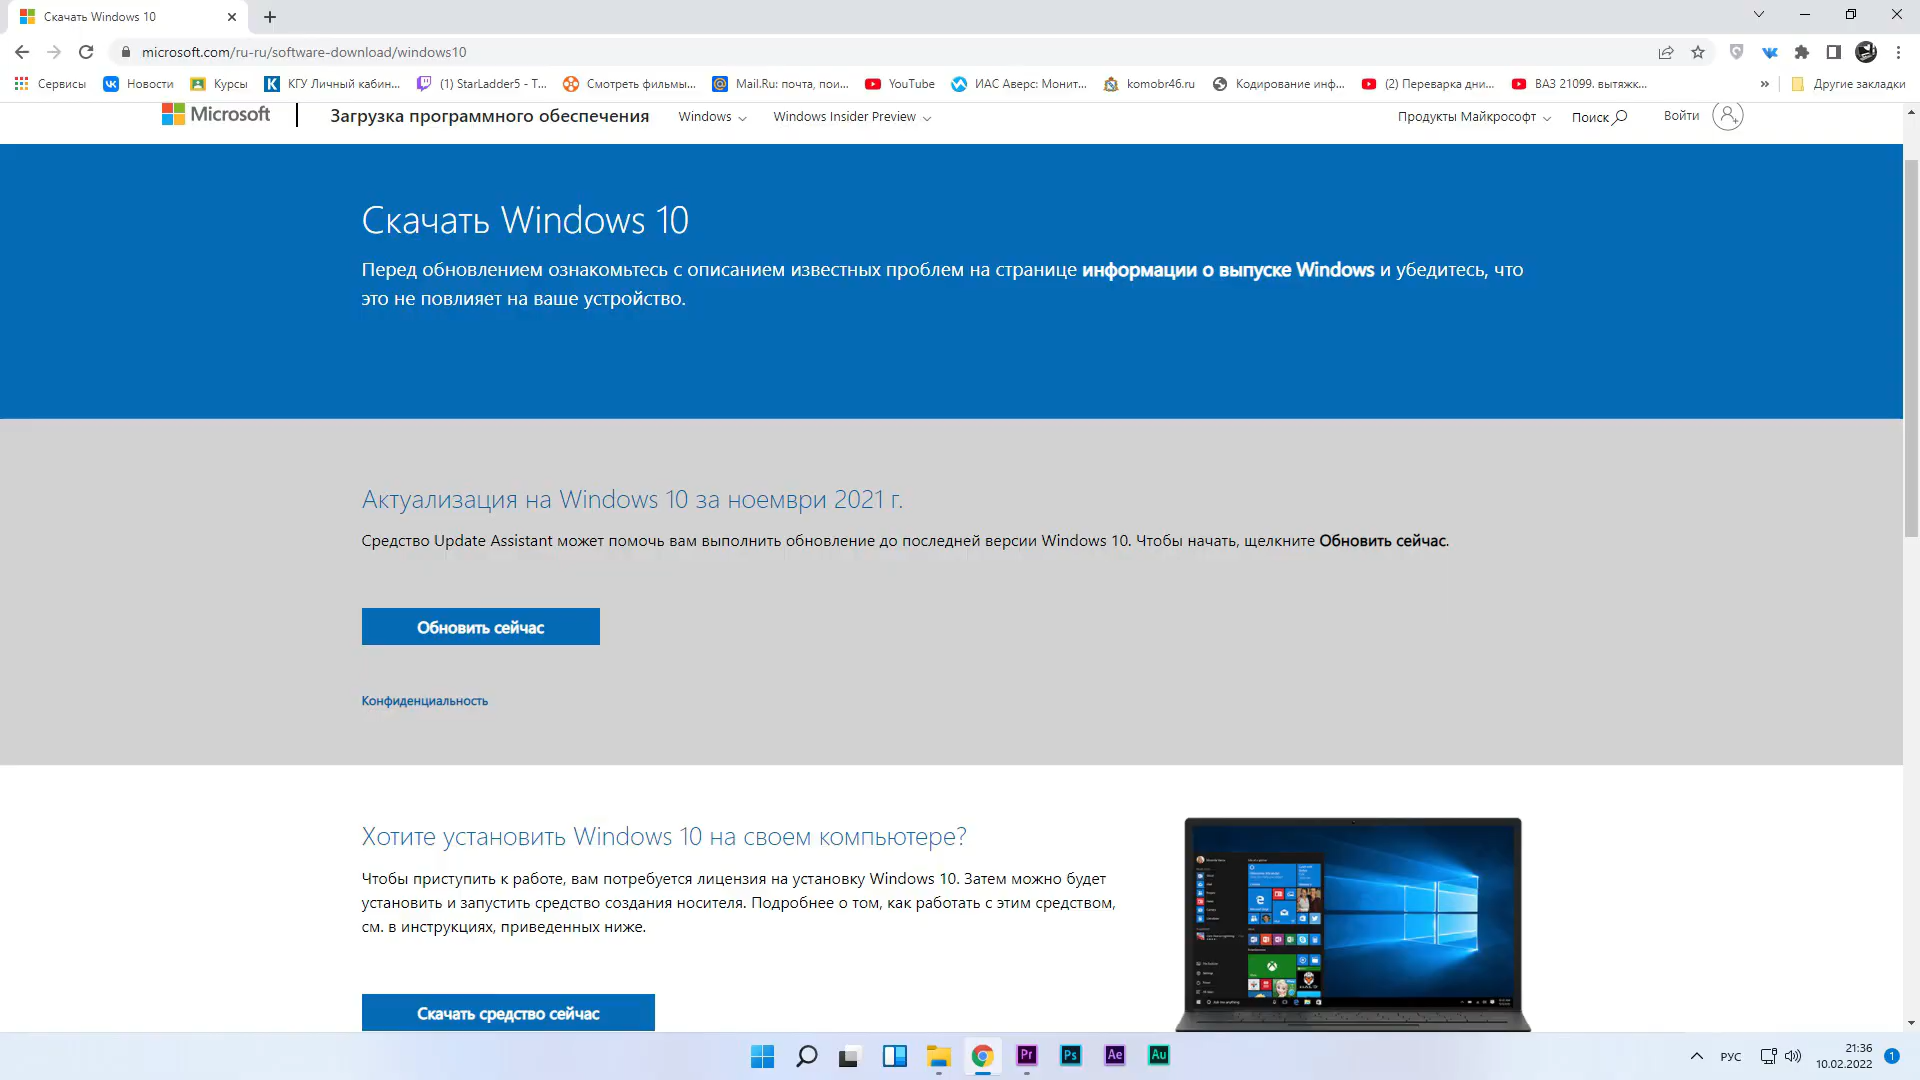 Скачать Windows 10
microsoft.com/ru-ru/software-download/windows10
Сервисы Новости Курсы КГУ Личный кабин... (1) StarLadder5 - T... Смотреть фильмы... Mail.Ru: почта, пои... YouTube ИАС Аверс: Монит... komobr46.ru Кодирование инф... (2) Переварка дни... ВАЗ 21099. вытяжк... » Другие закладки
Microsoft Загрузка программного обеспечения Windows Windows Insider Preview Продукты Майкрософт Поиск Войти
Скачать Windows 10
Перед обновлением ознакомьтесь с описанием известных проблем на странице информации о выпуске Windows и убедитесь, что
это не повлияет на ваше устройство.
Актуализация на Windows 10 за ноември 2021 г.
Средство Update Assistant может помочь вам выполнить обновление до последней версии Windows 10. Чтобы начать, щелкните Обновить сейчас.
Обновить сейчас
Конфиденциальность
Хотите установить Windows 10 на своем компьютере?
Чтобы приступить к работе, вам потребуется лицензия на установку Windows 10. Затем можно будет
установить и запустить средство создания носителя. Подробнее о том, как работать с этим средством,
см. в инструкциях, приведенных ниже.
Скачать средство сейчас
Pr Ps Ae Au
РУС
21:36
10.02.2022
1